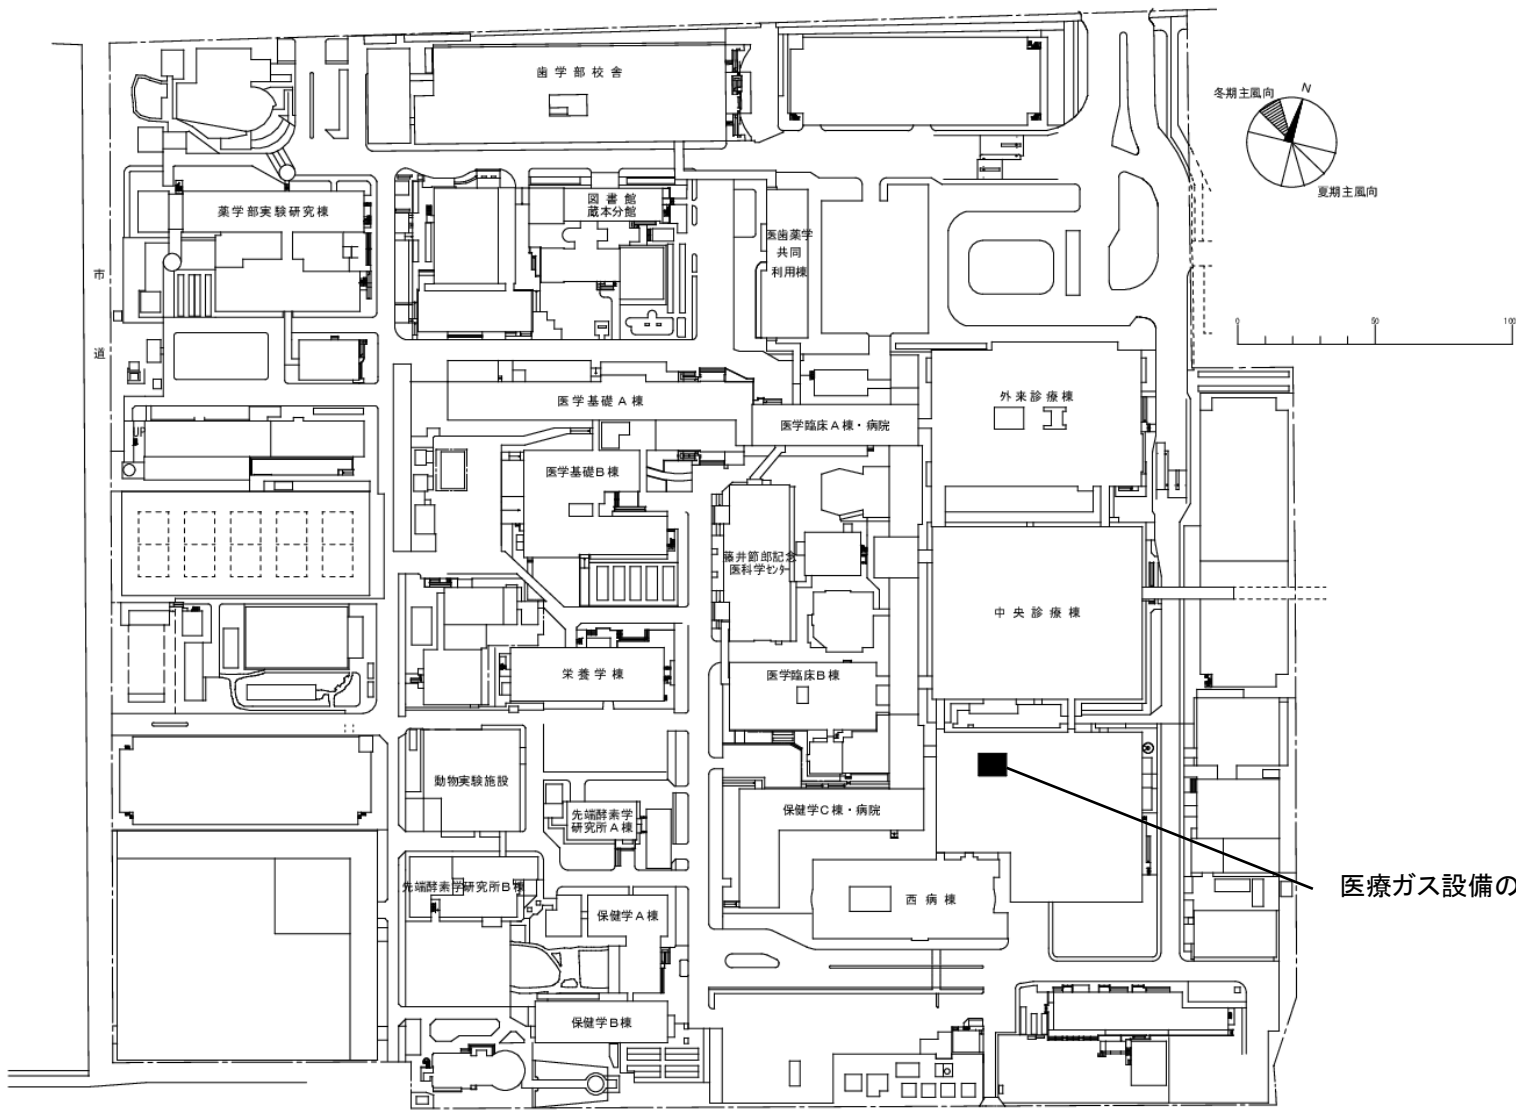 歯学部校舎
冬期主風向
N
夏期主風向
図書館
蔵本分館
薬学部実験研究棟
医歯薬学
共同
利用棟
市
道
0
50
100
外来診療棟
医学基礎A棟
医学臨床A棟・病院
UP
医学基礎B棟
藤井節郎記念
医科学センター
中央診療棟
栄養学棟
医学臨床B棟
動物実験施設
先端酵素学
研究所A棟
保健学C棟・病院
医療ガス設備の
先端酵素学研究所B棟
西病棟
保健学A棟
保健学B棟